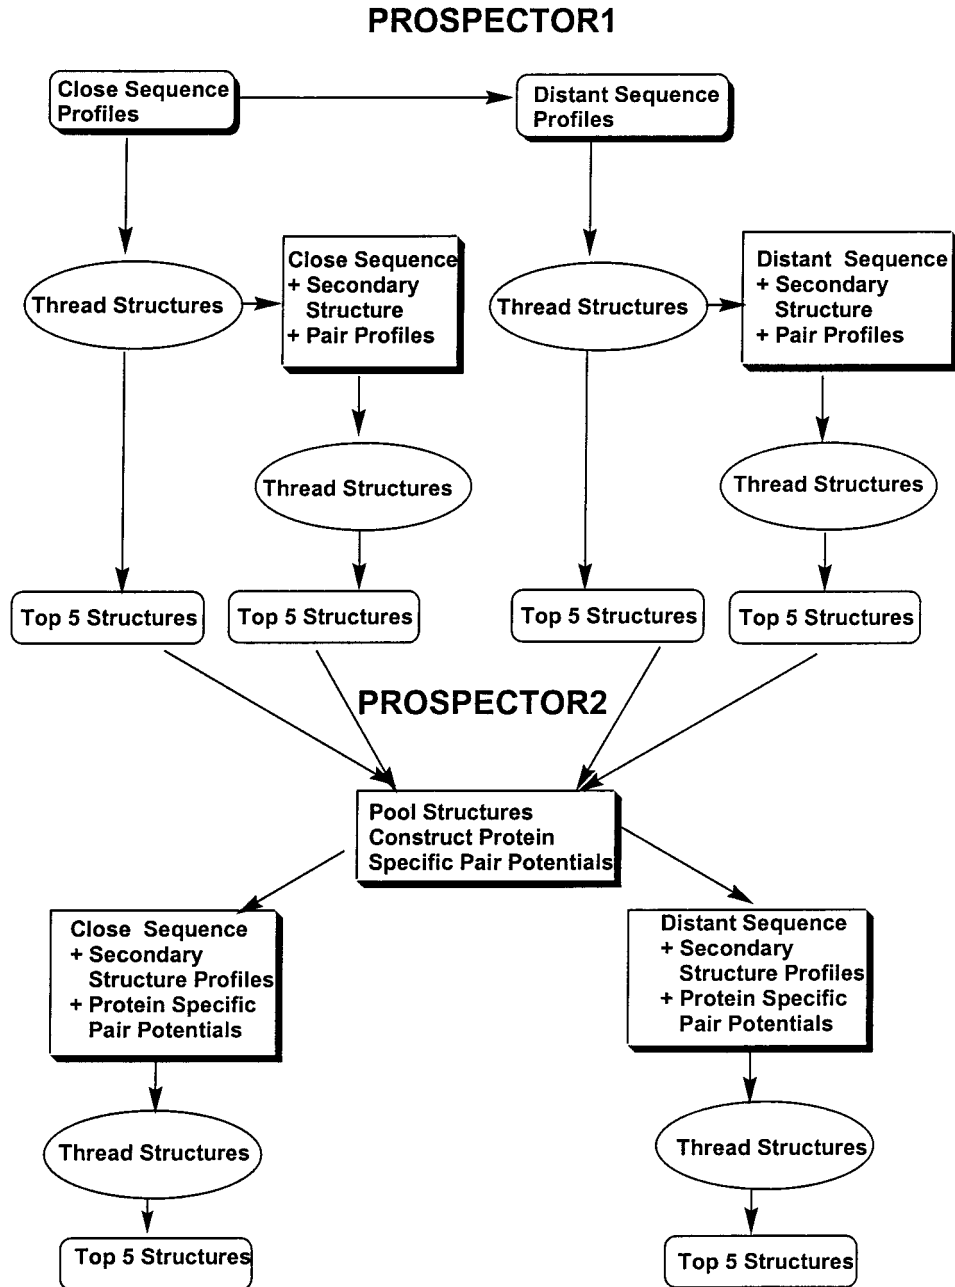 PROSPECTOR1
Close Sequence
Profiles
Distant Sequence
Profiles
Thread Structures
Close Sequence
+ Secondary
Structure
+ Pair Profiles
Thread Structures
Distant Sequence
+ Secondary
Structure
+ Pair Profiles
Thread Structures
Thread Structures
Top 5 Structures
Top 5 Structures
Top 5 Structures
Top 5 Structures
PROSPECTOR2
Pool Structures
Construct Protein
Specific Pair Potentials
Close Sequence
+ Secondary
Structure Profiles
+ Protein Specific
Pair Potentials
Distant Sequence
+ Secondary
Structure Profiles
+ Protein Specific
Pair Potentials
Thread Structures
Thread Structures
Top 5 Structures
Top 5 Structures